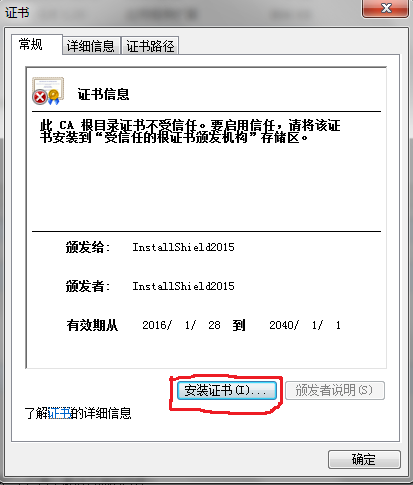 证书
常规 详细信息 证书路径
证书信息
此 CA 根目录证书不受信任。要启用信任，请将该证
书安装到“受信任的根证书颁发机构”存储区。
颁发给: InstallShield2015
颁发者: InstallShield2015
有效期从 2016/ 1/ 28 到 2040/ 1/ 1
安装证书(I)... 颁发者说明(S)
了解证书的详细信息
确定